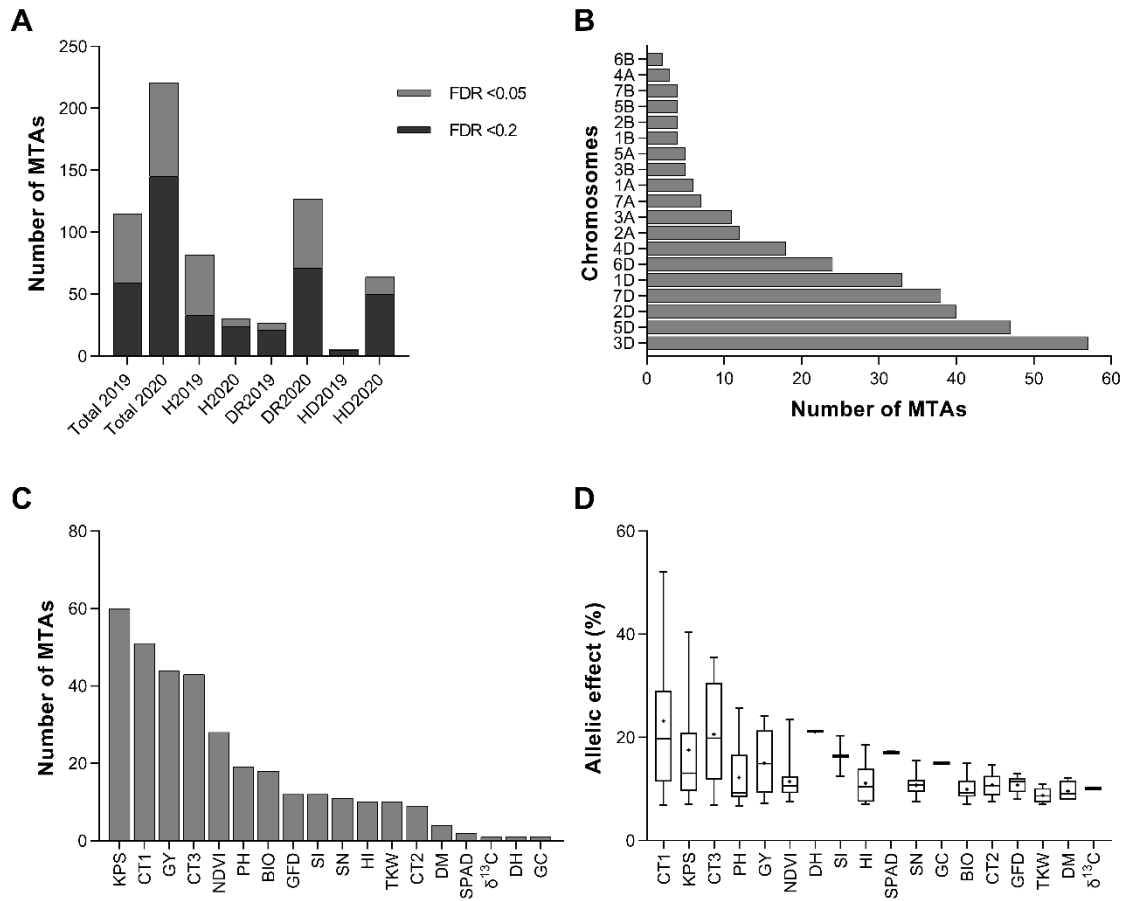 A
Number of MTAs
250
200
150
100
50
0
FDR <0.05
FDR <0.2
Total 2019
Total 2020
H2019
H2020
DR2019
DR2020
HD2019
HD2020
B
Chromosomes
6B
4A
7B
5B
2B
1B
5A
3B
1A
7A
3A
2A
4D
6D
1D
7D
2D
5D
3D
0 10 20 30 40 50 60
Number of MTAs
C
Number of MTAs
80
60
40
20
0
KPS
CT1
GY
CT3
NDVI
PH
BIO
GFD
SI
SN
HI
TKW
CT2
DM
SPAD
δ¹³C
DH
GC
D
Allelic effect (%)
60
40
20
0
CT1
KPS
CT3
PH
GY
NDVI
DH
SI
HI
SPAD
SN
GC
BIO
CT2
GFD
TKW
DM
δ¹³C